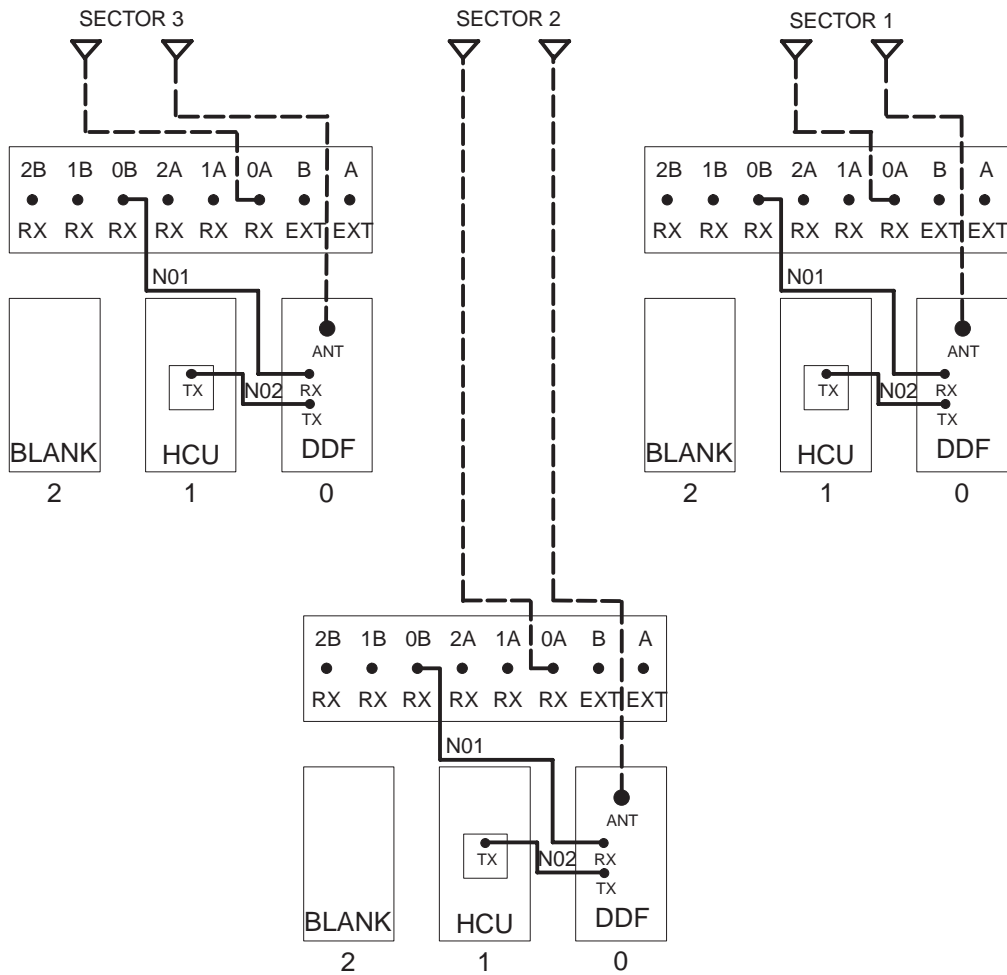 SECTOR 3 SECTOR 2 SECTOR 1
2B 1B 0B 2A 1A 0A B A
RX RX RX RX RX RX EXT EXT
N01
ANT
TX N02 RX
TX
BLANK HCU DDF
2 1 0
2B 1B 0B 2A 1A 0A B A
RX RX RX RX RX RX EXT EXT
N01
ANT
TX N02 RX
TX
BLANK HCU DDF
2 1 0
2B 1B 0B 2A 1A 0A B A
RX RX RX RX RX RX EXT EXT
N01
ANT
TX N02 RX
TX
BLANK HCU DDF
2 1 0